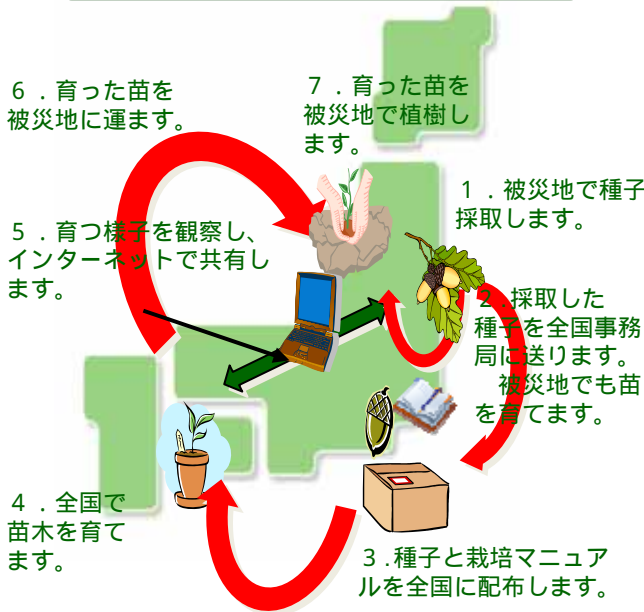 ６．育った苗を
被災地に運ます。
７．育った苗を
被災地で植樹し
ます。
１．被災地で種子
採取します。
５．育つ様子を観察し、
インターネットで共有し
ます。
２.採取した
種子を全国事務
局に送ります。
被災地でも苗
を育てます。
４．全国で
苗木を育て
ます。
３.種子と栽培マニュア
ルを全国に配布します。